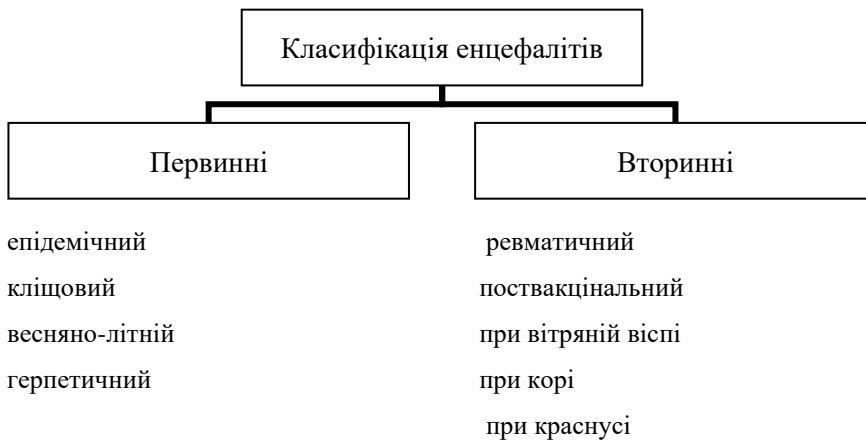 Класифікація енцефалітів
Первинні
Вторинні
епідемічний
кліщовий
весняно-літній
герпетичний
ревматичний
поствакцінальний
при вітряній віспі
при корі
при краснусі